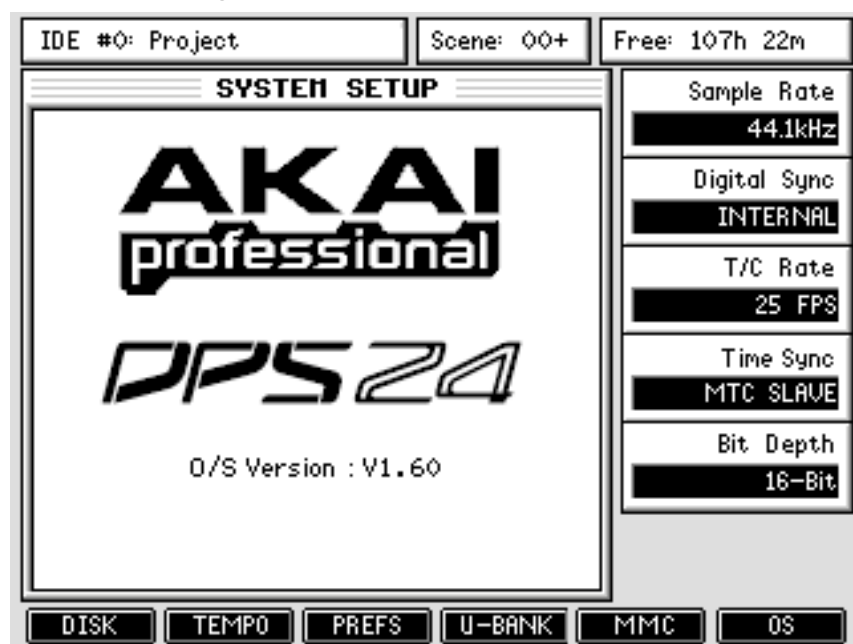 IDE #0: Project
Scene: 00+
Free: 107h 22m
SYSTEM SETUP
AKAI
professional
DPS24
O/S Version : V1.60
Sample Rate
44.1kHz
Digital Sync
INTERNAL
T/C Rate
25 FPS
Time Sync
MTC SLAVE
Bit Depth
16-Bit
DISK
TEMPO
PREFS
U-BANK
MMC
OS